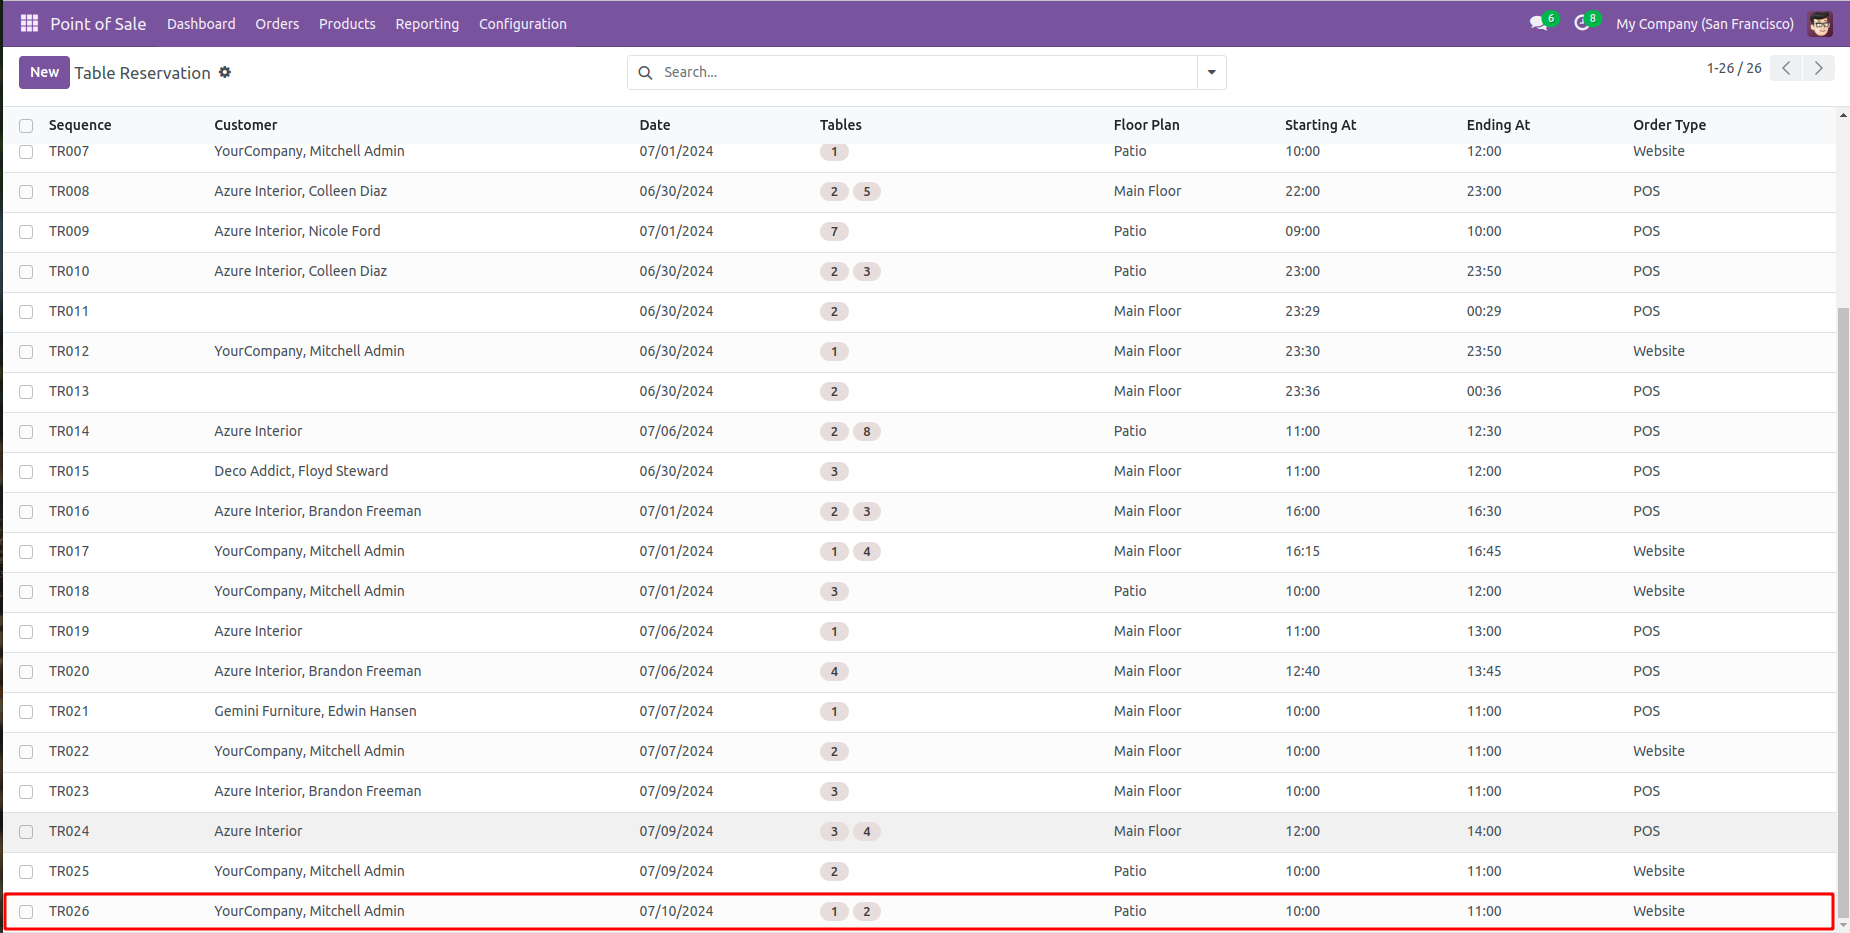 Point of Sale Dashboard Orders Products Reporting Configuration 6 8 My Company (San Francisco)
New Table Reservation Search... 1-26 / 26
Sequence Customer Date Tables Floor Plan Starting At Ending At Order Type
TR007 YourCompany, Mitchell Admin 07/01/2024 1 Patio 10:00 12:00 Website
TR008 Azure Interior, Colleen Diaz 06/30/2024 2 5 Main Floor 22:00 23:00 POS
TR009 Azure Interior, Nicole Ford 07/01/2024 7 Patio 09:00 10:00 POS
TR010 Azure Interior, Colleen Diaz 06/30/2024 2 3 Patio 23:00 23:50 POS
TR011 06/30/2024 2 Main Floor 23:29 00:29 POS
TR012 YourCompany, Mitchell Admin 06/30/2024 1 Main Floor 23:30 23:50 Website
TR013 06/30/2024 2 Main Floor 23:36 00:36 POS
TR014 Azure Interior 07/06/2024 2 8 Patio 11:00 12:30 POS
TR015 Deco Addict, Floyd Steward 06/30/2024 3 Main Floor 11:00 12:00 POS
TR016 Azure Interior, Brandon Freeman 07/01/2024 2 3 Main Floor 16:00 16:30 POS
TR017 YourCompany, Mitchell Admin 07/01/2024 1 4 Main Floor 16:15 16:45 Website
TR018 YourCompany, Mitchell Admin 07/01/2024 3 Patio 10:00 12:00 Website
TR019 Azure Interior 07/06/2024 1 Main Floor 11:00 13:00 POS
TR020 Azure Interior, Brandon Freeman 07/06/2024 4 Main Floor 12:40 13:45 POS
TR021 Gemini Furniture, Edwin Hansen 07/07/2024 1 Main Floor 10:00 11:00 POS
TR022 YourCompany, Mitchell Admin 07/07/2024 2 Main Floor 10:00 11:00 Website
TR023 Azure Interior, Brandon Freeman 07/09/2024 3 Main Floor 10:00 11:00 POS
TR024 Azure Interior 07/09/2024 3 4 Main Floor 12:00 14:00 POS
TR025 YourCompany, Mitchell Admin 07/09/2024 2 Patio 10:00 11:00 Website
TR026 YourCompany, Mitchell Admin 07/10/2024 1 2 Patio 10:00 11:00 Website